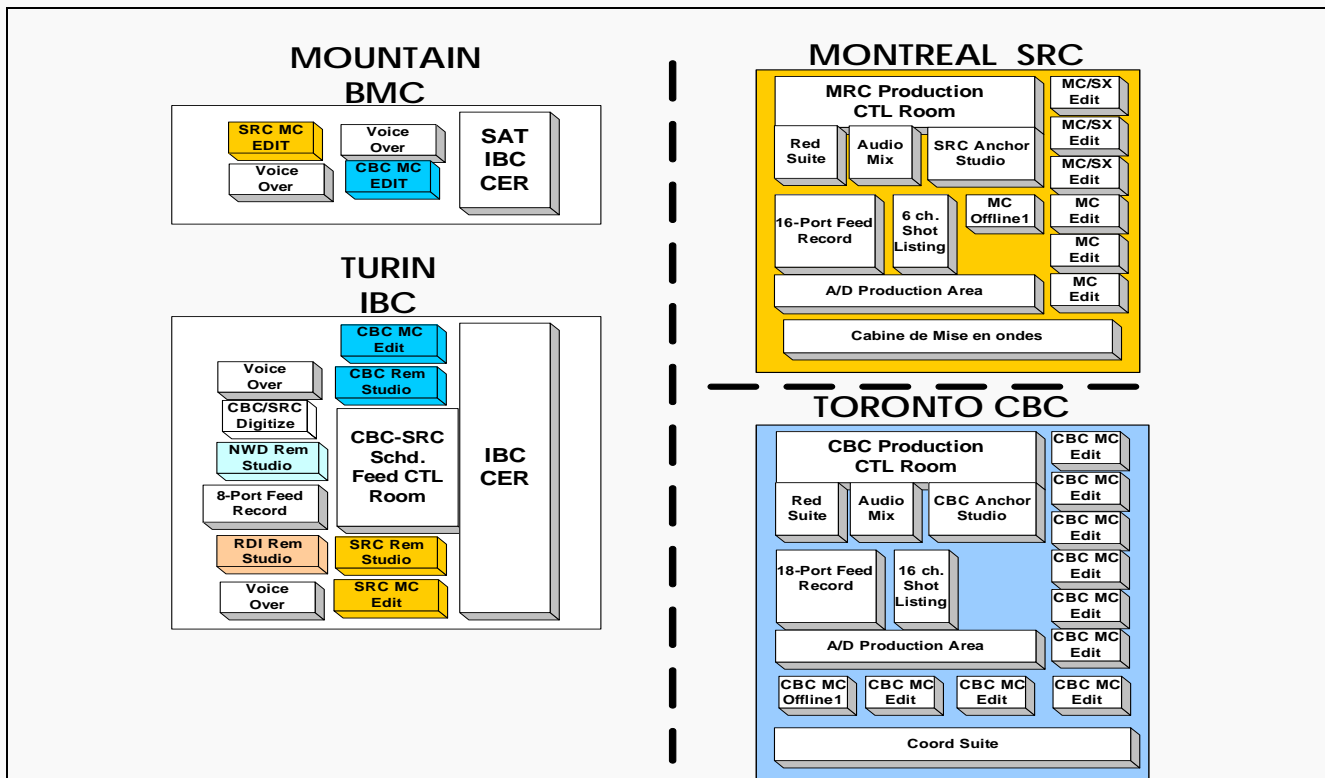 MOUNTAIN
BMC
SRC MC
EDIT
Voice
Over
Voice
Over
CBC MC
EDIT
SAT
IBC
CER
TURIN
IBC
CBC MC
Edit
Voice
Over
CBC Rem
Studio
CBC/SRC
Digitize
NWD Rem
Studio
8-Port Feed
Record
CBC-SRC
Schd.
Feed CTL
Room
IBC
CER
RDI Rem
Studio
SRC Rem
Studio
Voice
Over
SRC MC
Edit
MONTREAL SRC
MRC Production
CTL Room
Red
Suite
Audio
Mix
SRC Anchor
Studio
16-Port Feed
Record
6 ch.
Shot
Listing
MC
Offline1
A/D Production Area
MC/SX
Edit
MC/SX
Edit
MC/SX
Edit
MC
Edit
MC
Edit
MC
Edit
Cabine de Mise en ondes
TORONTO CBC
CBC Production
CTL Room
Red
Suite
Audio
Mix
CBC Anchor
Studio
18-Port Feed
Record
16 ch.
Shot
Listing
A/D Production Area
CBC MC
Edit
CBC MC
Edit
CBC MC
Edit
CBC MC
Edit
CBC MC
Edit
CBC MC
Edit
CBC MC
Offline1
CBC MC
Edit
CBC MC
Edit
CBC MC
Edit
Coord Suite